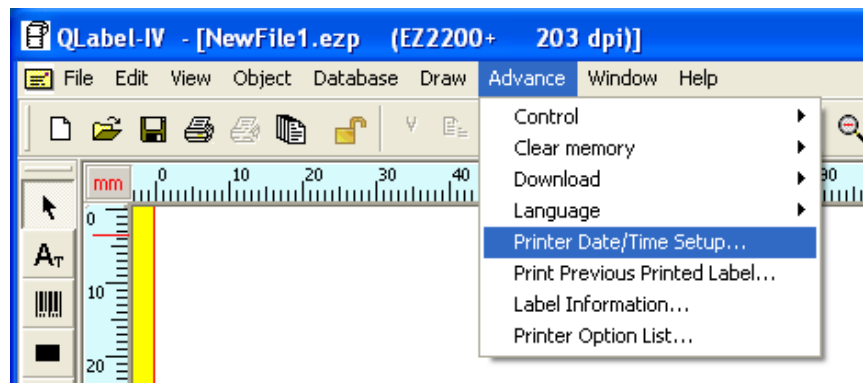 QLabel-IV - [NewFile1.ezp (EZ2200+ 203 dpi)]
File Edit View Object Database Draw Advance Window Help
Control
Clear memory
Download
Language
Printer Date/Time Setup...
Print Previous Printed Label...
Label Information...
Printer Option List...
mm 0 10 20 30 40 90
0
AT
10
20